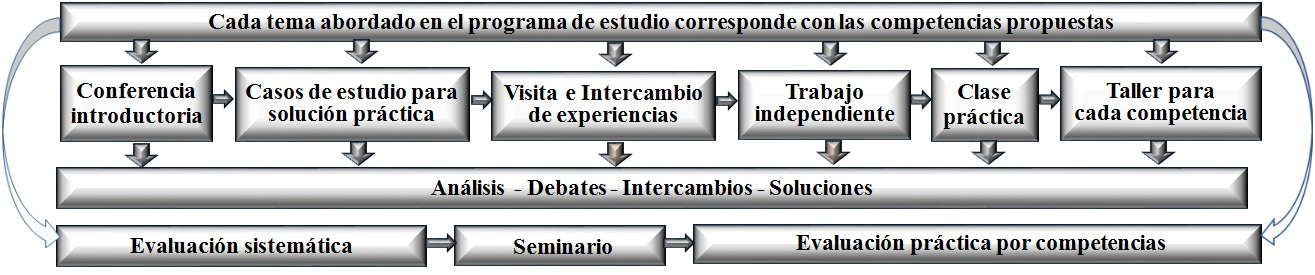 Cada tema abordado en el programa de estudio corresponde con las competencias propuestas
Conferencia
introductoria
Casos de estudio para
solución práctica
Visita e Intercambio
de experiencias
Trabajo
independiente
Clase
práctica
Taller para
cada competencia
Análisis - Debates - Intercambios - Soluciones
Evaluación sistemática
Seminario
Evaluación práctica por competencias